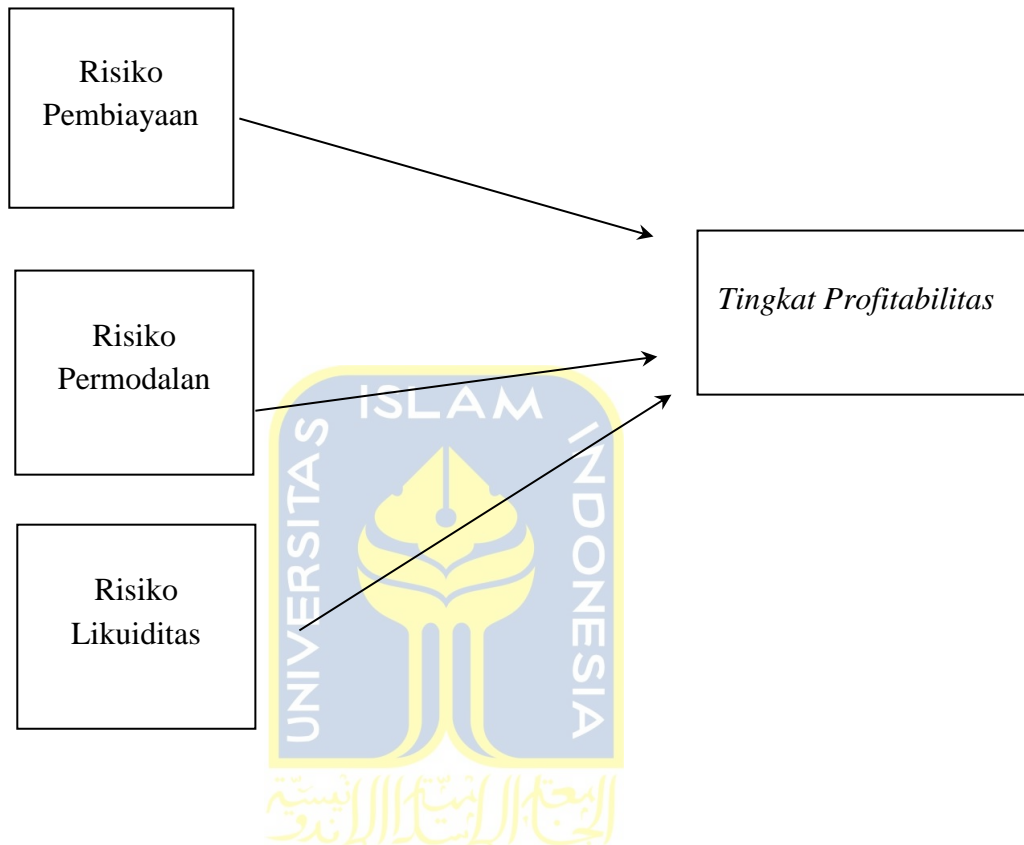 Risiko
Pembiayaan
Tingkat Profitabilitas
Risiko
Permodalan
Risiko
Likuiditas
UNIVERSITAS
ISLAM
INDONESIA